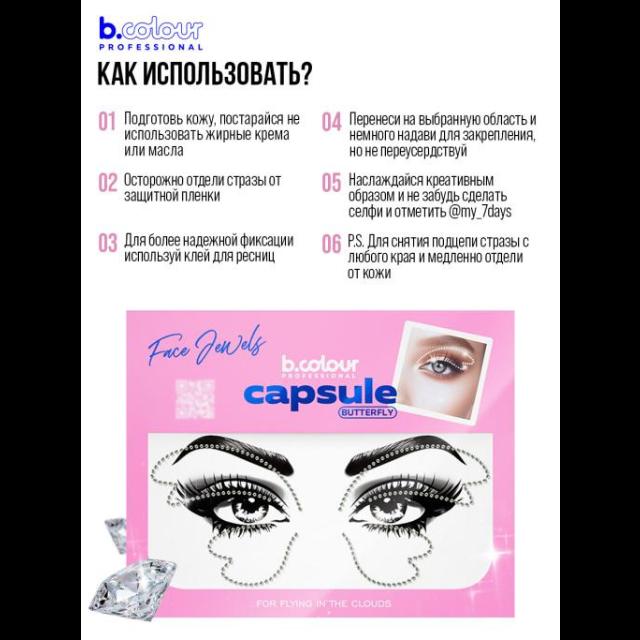 b.colour
PROFESSIONAL
КАК ИСПОЛЬЗОВАТЬ?
01 Подготовь кожу, постарайся не
использовать жирные крема
или масла
02 Осторожно отдели стразы от
защитной пленки
03 Для более надежной фиксации
используй клей для ресниц
04 Перенеси на выбранную область и
немного надави для закрепления,
но не переусердствуй
05 Наслаждайся креативным
образом и не забудь сделать
селфи и отметить @my_7days
06 P.S. Для снятия подцепи стразы с
любого края и медленно отдели
от кожи
Face Jewels
b.colour
PROFESSIONAL
capsule
BUTTERFLY
FOR FLYING IN THE CLOUDS